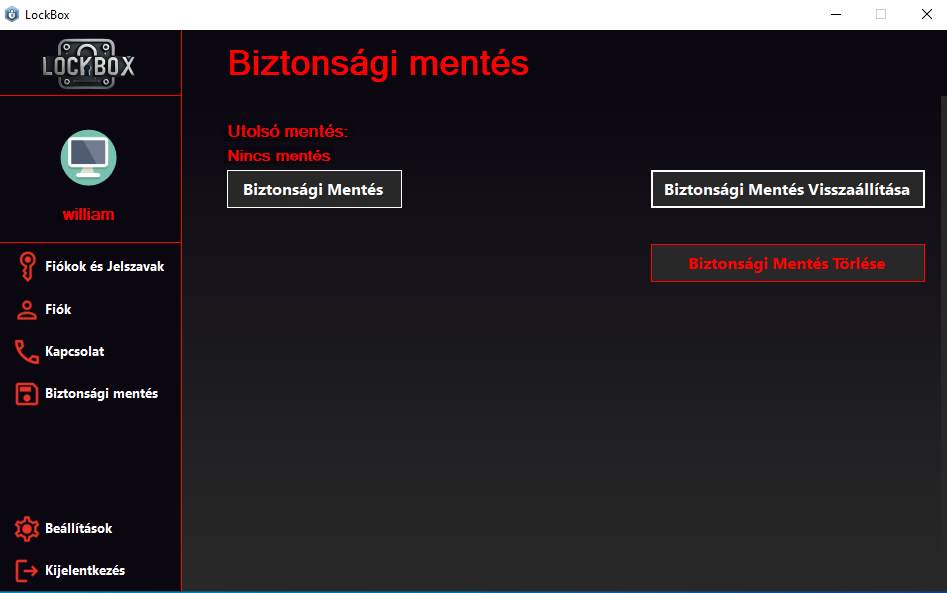 LockBox
LOCKBOX
Biztonsági mentés
Utolsó mentés:
Nincs mentés
Biztonsági Mentés
Biztonsági Mentés Visszaállítása
Biztonsági Mentés Törlése
william
Fiókok és Jelszavak
Fiók
Kapcsolat
Biztonsági mentés
Beállítások
Kijelentkezés